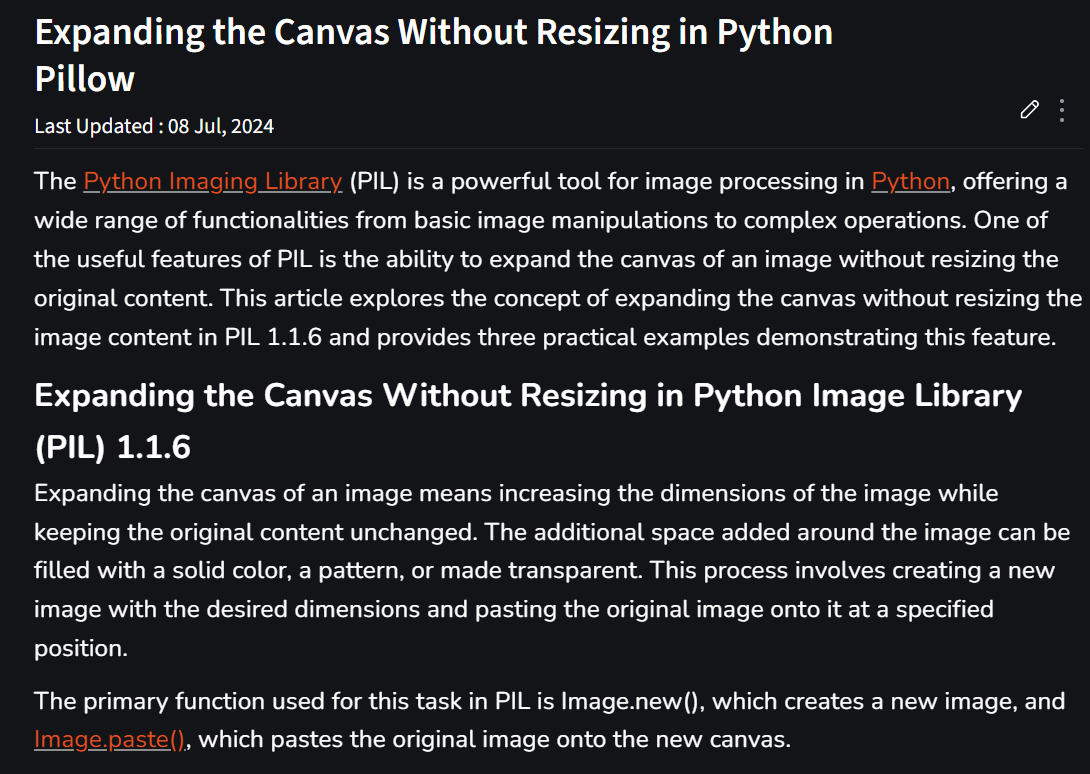 Expanding the Canvas Without Resizing in Python
Pillow
Last Updated : 08 Jul, 2024
The Python Imaging Library (PIL) is a powerful tool for image processing in Python, offering a
wide range of functionalities from basic image manipulations to complex operations. One of
the useful features of PIL is the ability to expand the canvas of an image without resizing the
original content. This article explores the concept of expanding the canvas without resizing the
image content in PIL 1.1.6 and provides three practical examples demonstrating this feature.
Expanding the Canvas Without Resizing in Python Image Library
(PIL) 1.1.6
Expanding the canvas of an image means increasing the dimensions of the image while
keeping the original content unchanged. The additional space added around the image can be
filled with a solid color, a pattern, or made transparent. This process involves creating a new
image with the desired dimensions and pasting the original image onto it at a specified
position.
The primary function used for this task in PIL is Image.new(), which creates a new image, and
Image.paste(), which pastes the original image onto the new canvas.